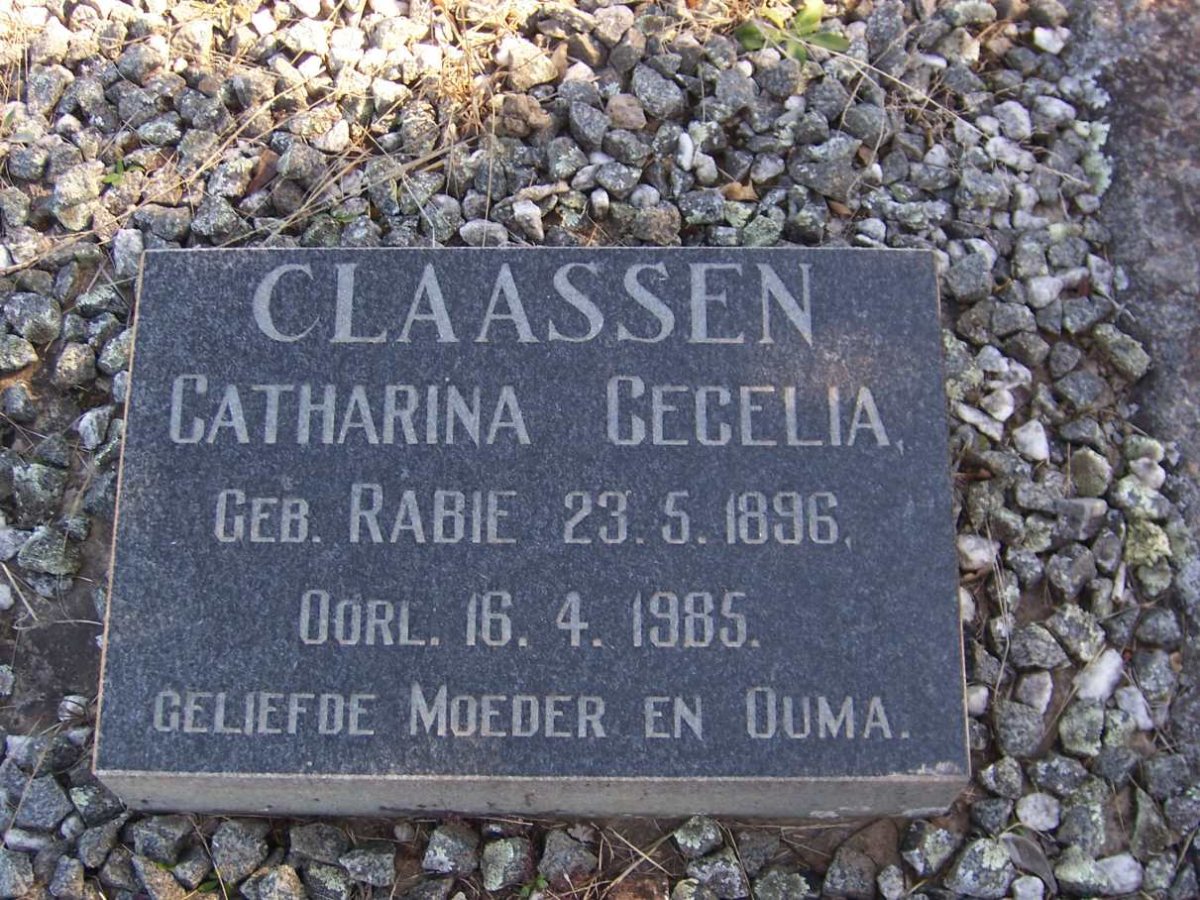 CLAASSEN
CATHARINA CECELIA,
GEB. RABIE 23.5.1896,
OORL. 16.4.1985.
GELIEFDE MOEDER EN OUMA.